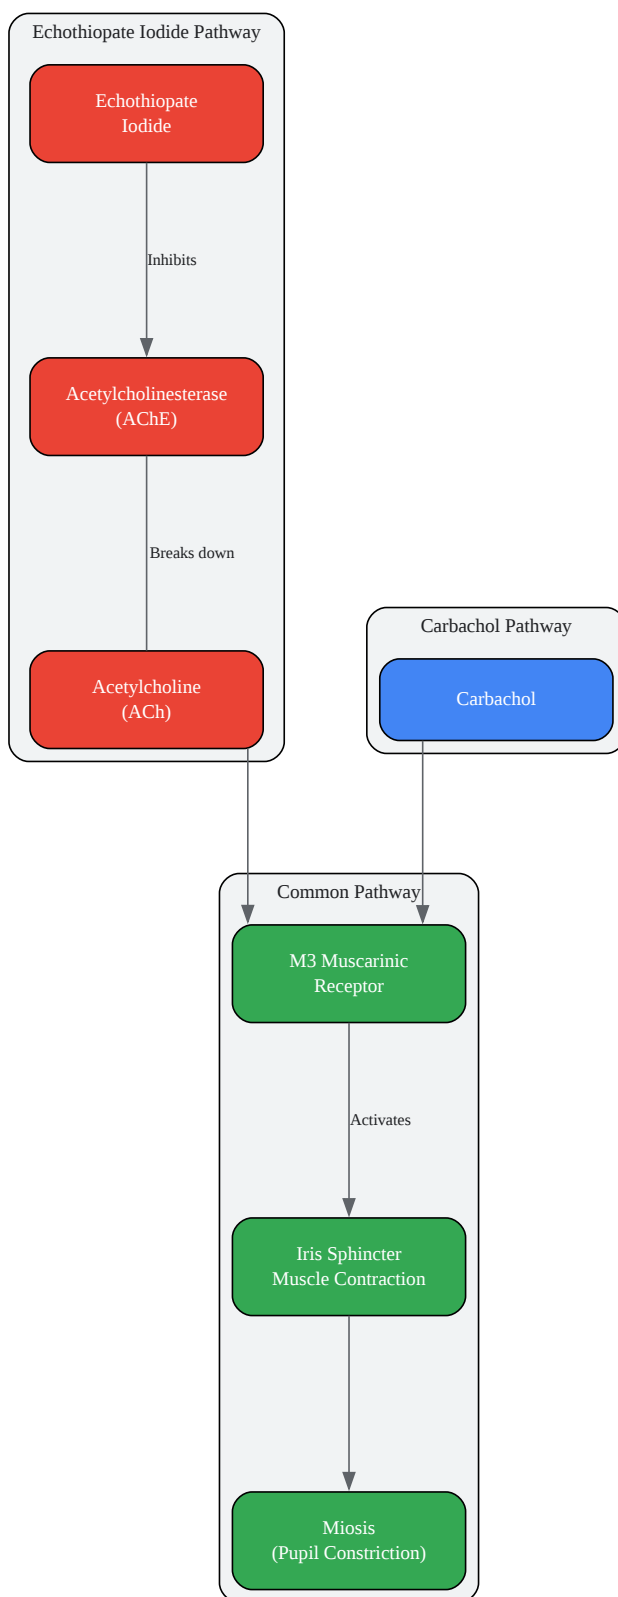 Echothiopate Iodide Pathway
Echothiopate
Iodide
Inhibits
Acetylcholinesterase
(AChE)
Breaks down
Acetylcholine
(ACh)
Carbachol Pathway
Carbachol
Common Pathway
M3 Muscarinic
Receptor
Activates
Iris Sphincter
Muscle Contraction
Miosis
(Pupil Constriction)